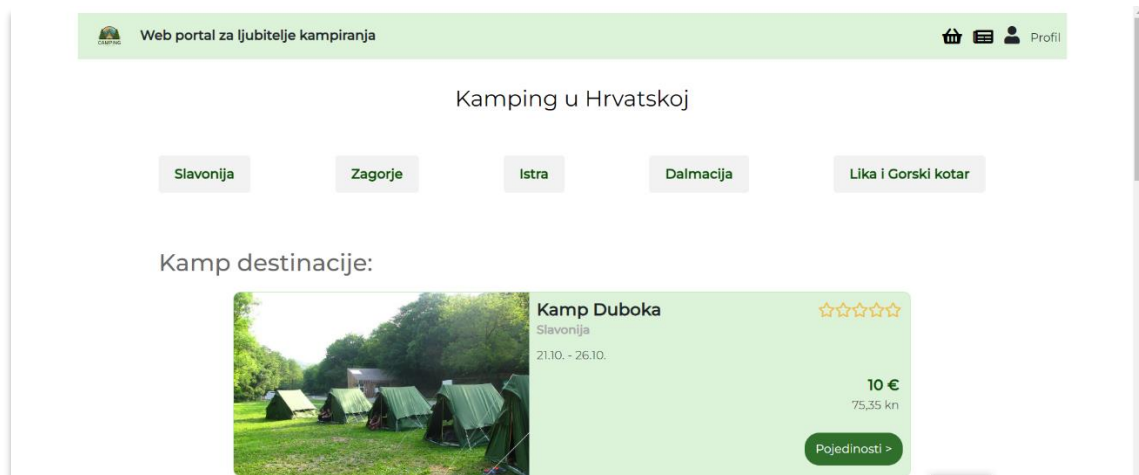 CAMPING
Web portal za ljubitelje kampiranja
Profil
Kamping u Hrvatskoj
Slavonija
Zagorje
Istra
Dalmacija
Lika i Gorski kotar
Kamp destinacije:
Kamp Duboka
Slavonija
21.10. - 26.10.
10 €
75,35 kn
Pojedinosti >